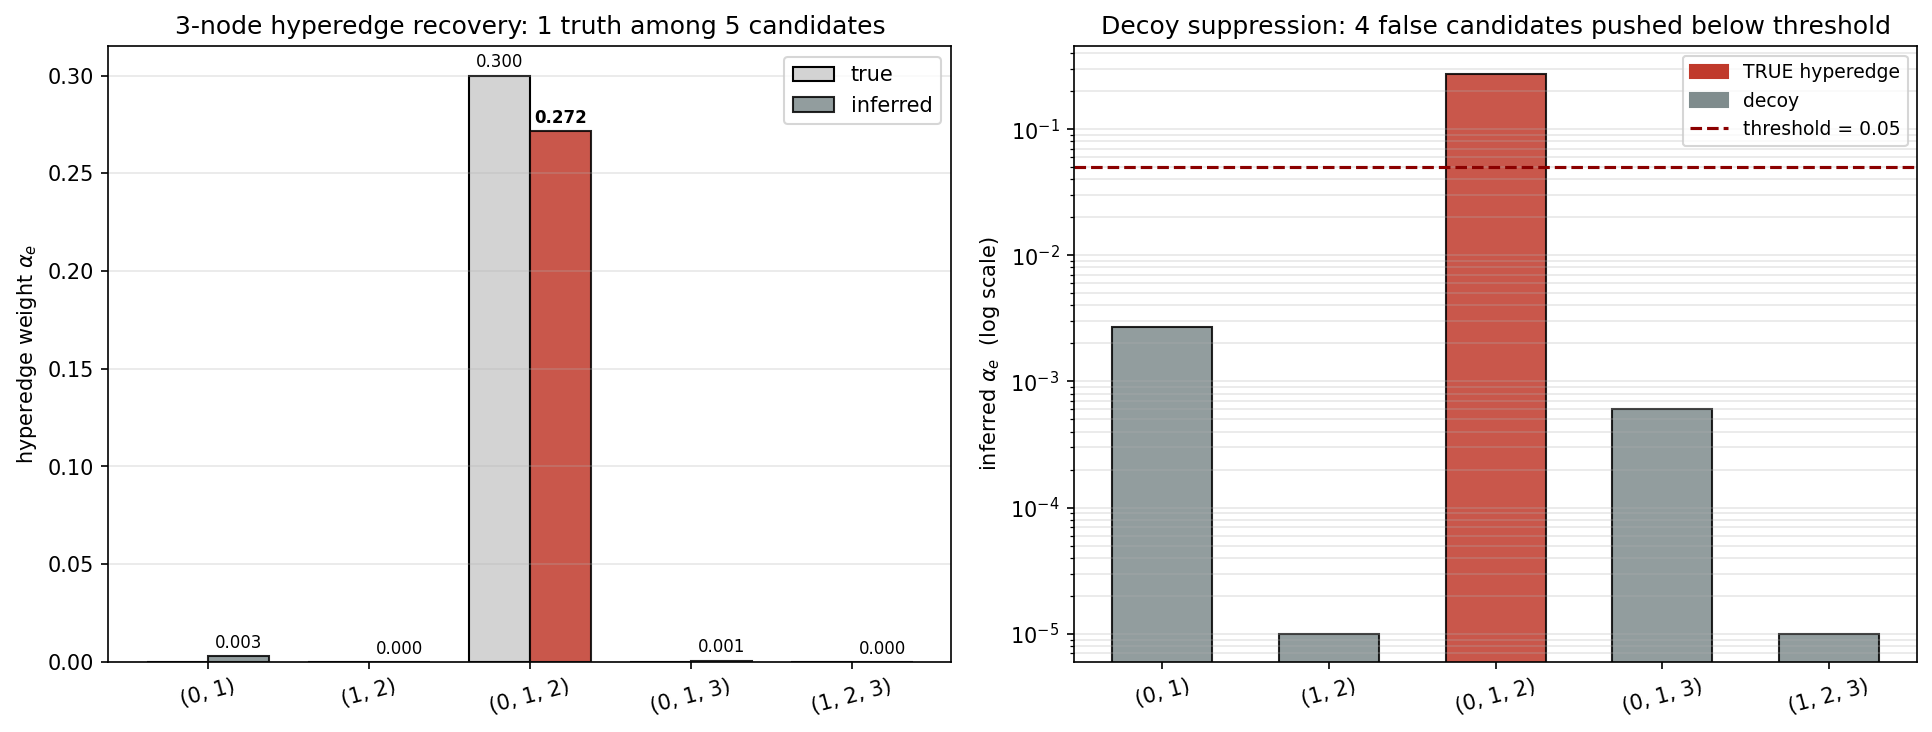 3-node hyperedge recovery: 1 truth among 5 candidates
hyperedge weight αₑ
0.30
0.25
0.20
0.15
0.10
0.05
0.00
0.003
0.000
0.300
0.272
0.001
0.000
true
inferred
(0, 1)
(1, 2)
(0, 1, 2)
(0, 1, 3)
(1, 2, 3)
Decoy suppression: 4 false candidates pushed below threshold
inferred αₑ (log scale)
10⁻¹
10⁻²
10⁻³
10⁻⁴
10⁻⁵
TRUE hyperedge
decoy
threshold = 0.05
(0, 1)
(1, 2)
(0, 1, 2)
(0, 1, 3)
(1, 2, 3)